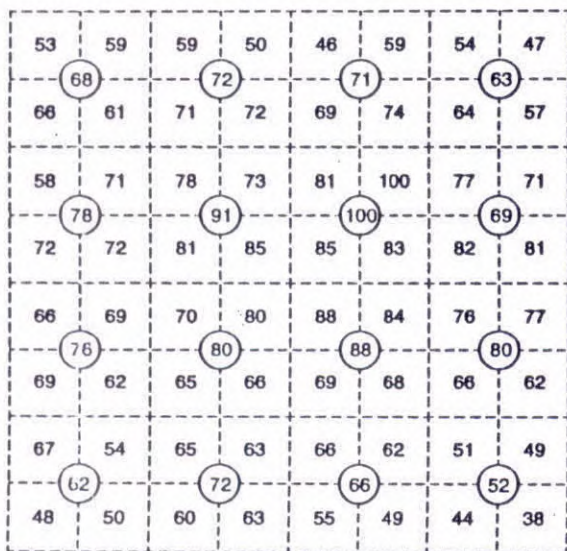 53 59 59 50 46 59 54 47
68 72 71 63
66 61 71 72 69 74 64 57
58 71 78 73 81 100 77 71
78 91 100 69
72 72 81 85 85 83 82 81
66 69 70 80 88 84 76 77
76 80 88 80
69 62 65 66 69 68 66 62
67 54 65 63 66 62 51 49
62 72 66 52
48 50 60 63 55 49 44 38